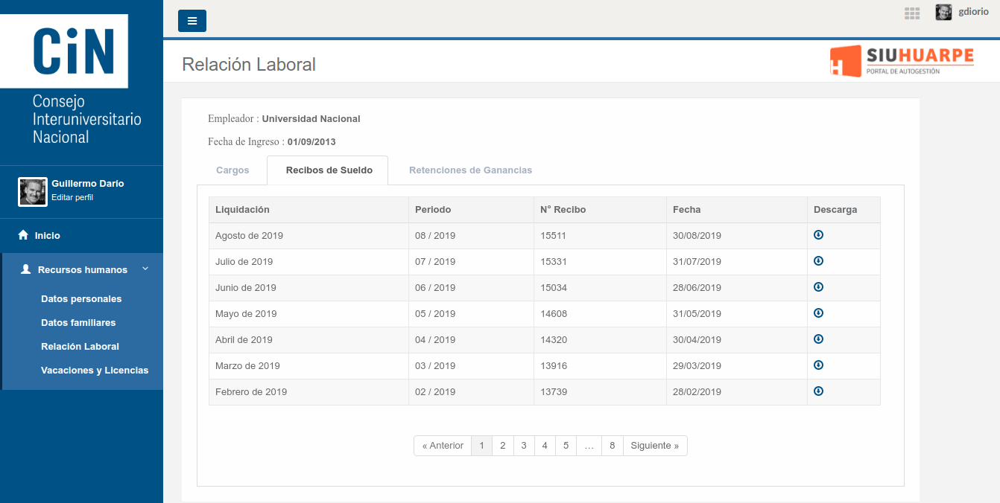 CiN
Consejo
Interuniversitario
Nacional
gdiorio
Relación Laboral
SIUHUARPE
PORTAL DE AUTOGESTIÓN
Guillermo Dario
Editar perfil
Inicio
Recursos humanos
Datos personales
Datos familiares
Relación Laboral
Vacaciones y Licencias
Empleador : Universidad Nacional
Fecha de Ingreso : 01/09/2013
Cargos Recibos de Sueldo Retenciones de Ganancias
Liquidación Periodo N° Recibo Fecha Descarga
Agosto de 2019 08 / 2019 15511 30/08/2019
Julio de 2019 07 / 2019 15331 31/07/2019
Junio de 2019 06 / 2019 15034 28/06/2019
Mayo de 2019 05 / 2019 14608 31/05/2019
Abril de 2019 04 / 2019 14320 30/04/2019
Marzo de 2019 03 / 2019 13916 29/03/2019
Febrero de 2019 02 / 2019 13739 28/02/2019
« Anterior 1 2 3 4 5 … 8 Siguiente »